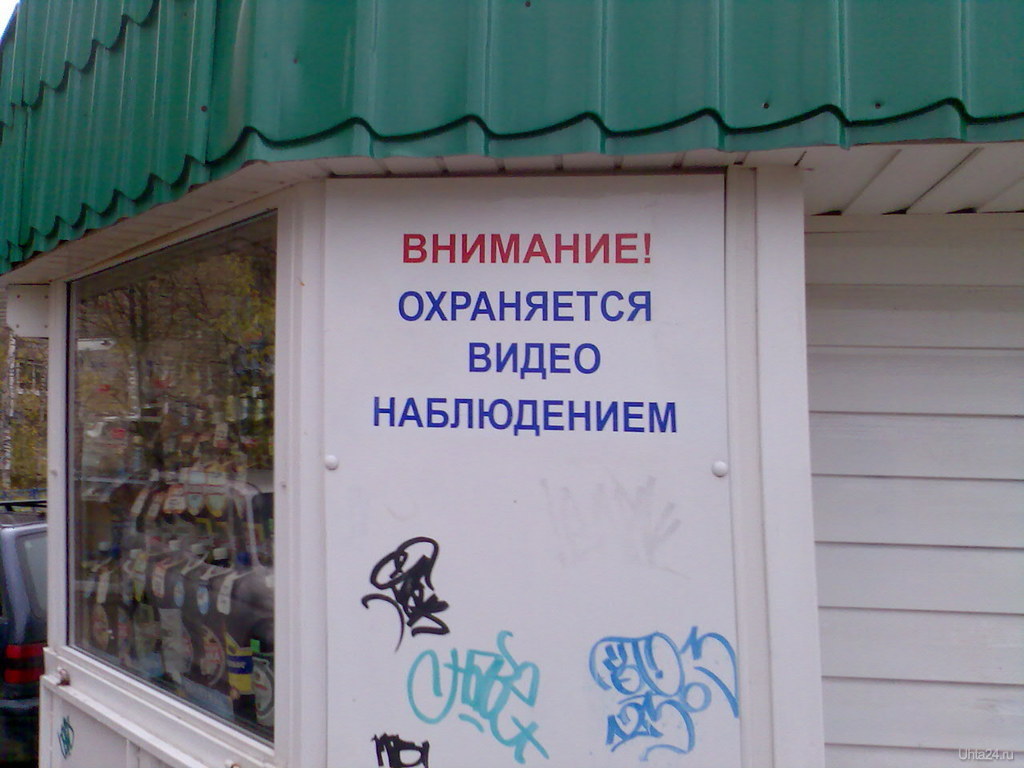 ВНИМАНИЕ!
ОХРАНЯЕТСЯ
ВИДЕО
НАБЛЮДЕНИЕМ
Uhta24.ru